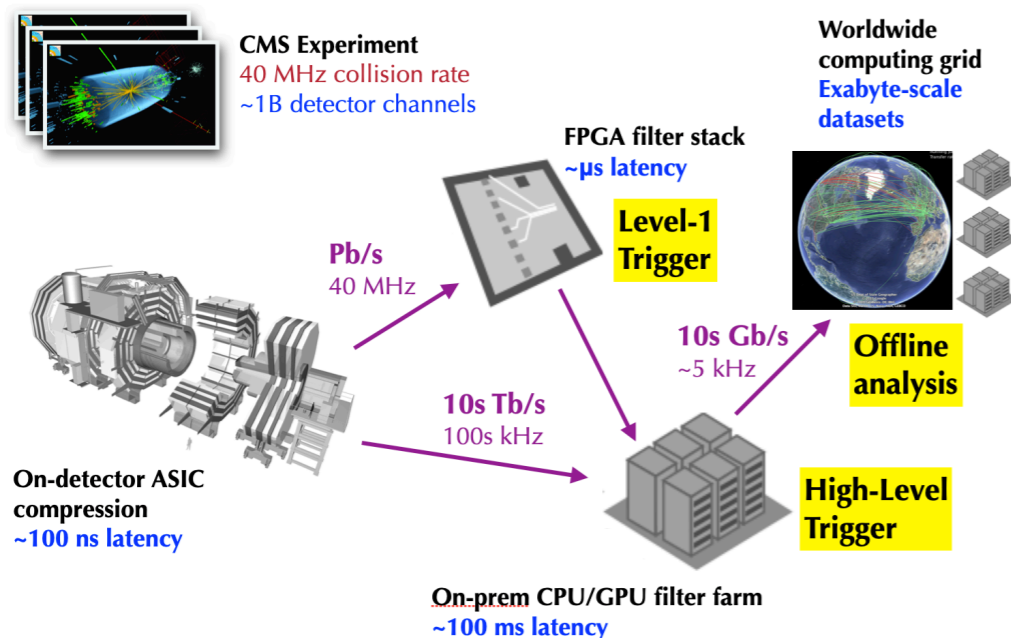 CMS Experiment
40 MHz collision rate
~1B detector channels
Worldwide
computing grid
Exabyte-scale
datasets
FPGA filter stack
~µs latency
Level-1
Trigger
Pb/s
40 MHz
10s Gb/s
~5 kHz
Offline
analysis
10s Tb/s
100s kHz
On-detector ASIC
compression
~100 ns latency
High-Level
Trigger
On-prem CPU/GPU filter farm
~100 ms latency